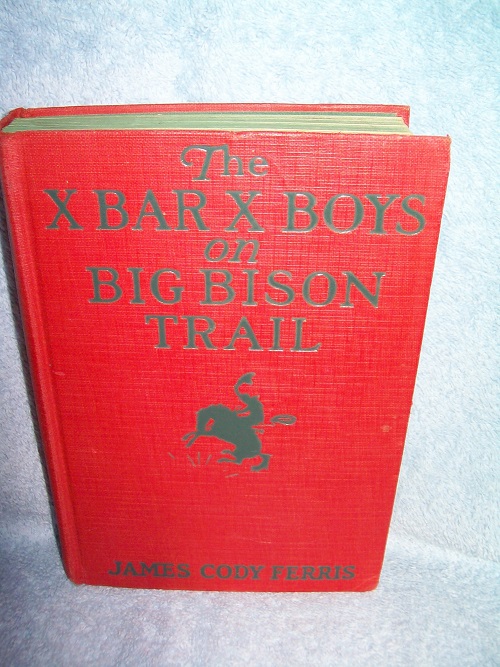 The
X BAR X BOYS
on
BIG BISON
TRAIL
JAMES CODY FERRIS